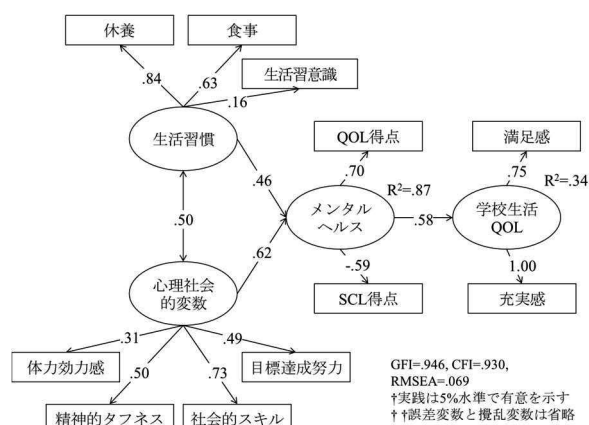 休養
食事
生活習意識
.84
.63
.16
生活習慣
QOL得点
満足感
.70
.75
.46
R²=.87
R²=.34
メンタル
ヘルス
.58
学校生活
QOL
.50
.62
-.59
1.00
心理社会
的変数
SCL得点
充実感
.31
.49
体力効力感
.50
.73
目標達成努力
精神的タフネス
社会的スキル
GFI=.946, CFI=.930,
RMSEA=.069
†実践は5%水準で有意を示す
††誤差変数と攪乱変数は省略